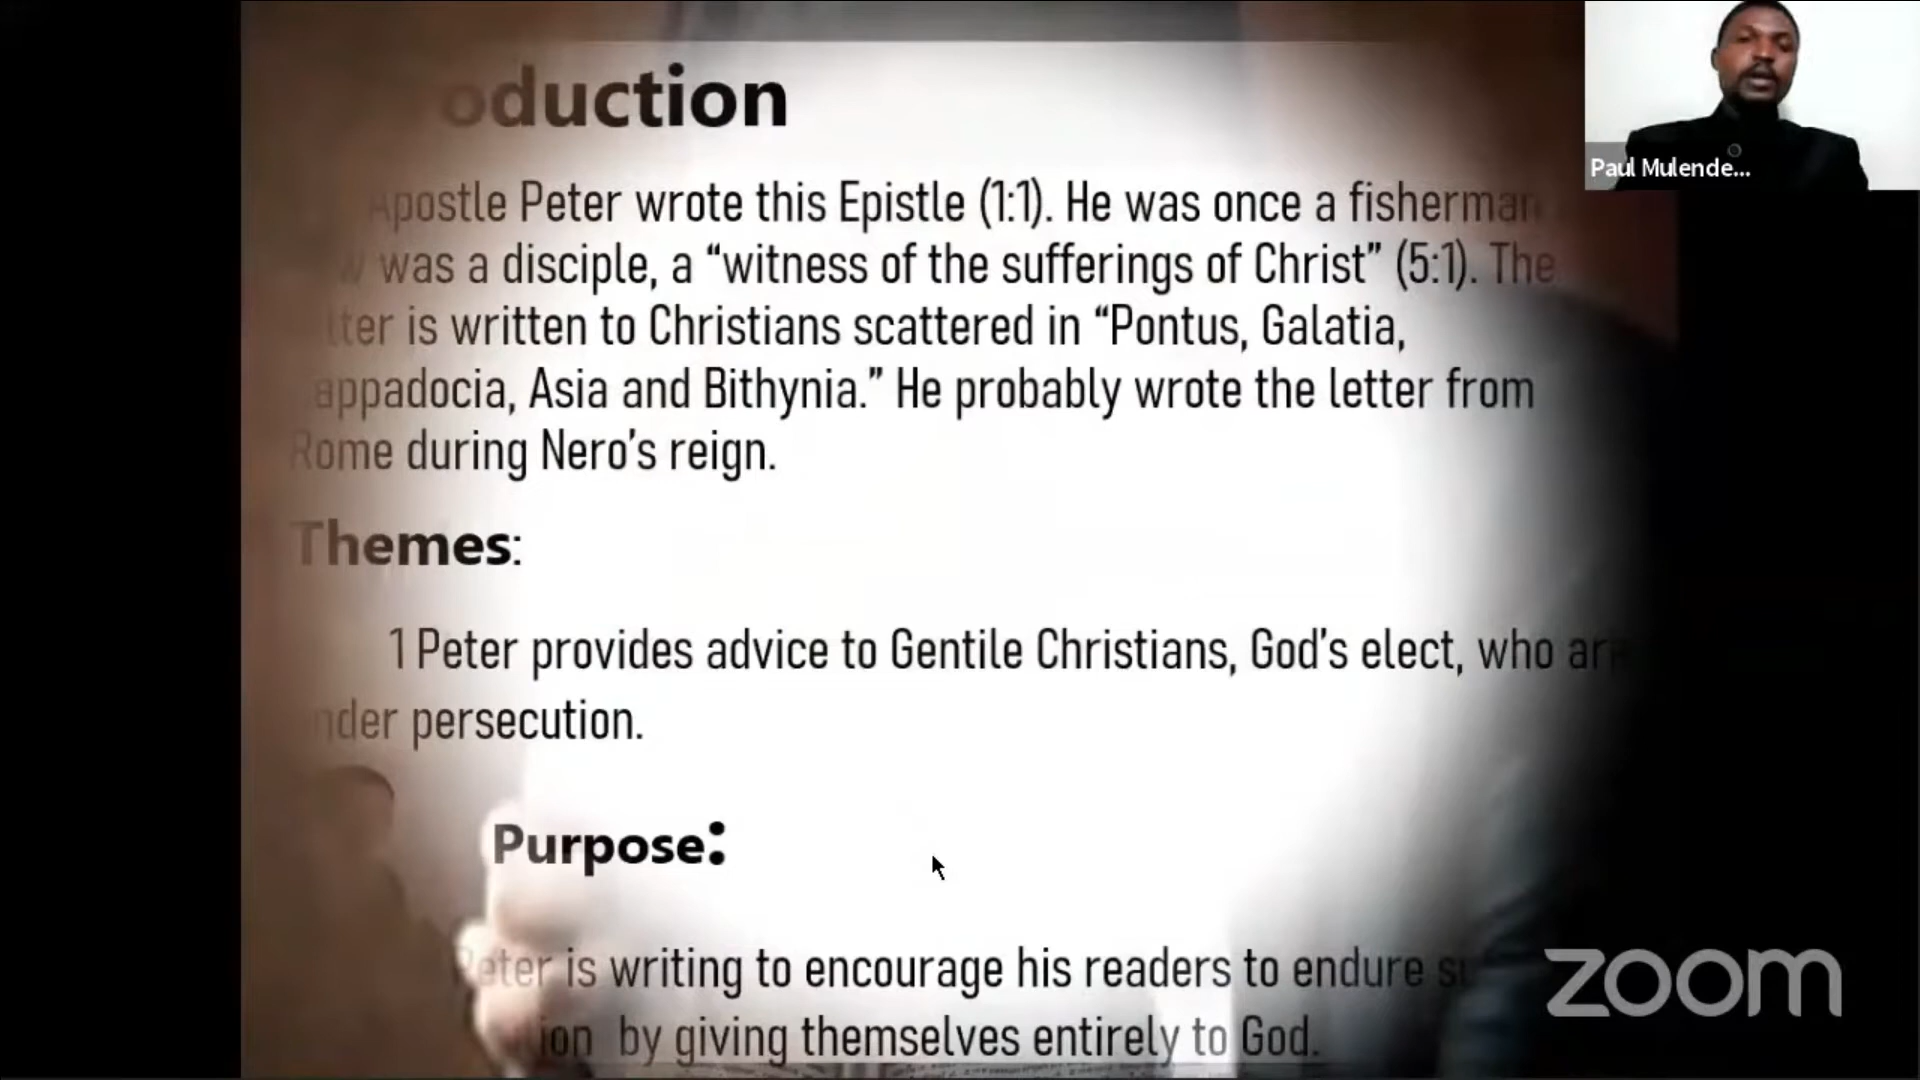 oduction
Apostle Peter wrote this Epistle (1:1). He was once a fisherman
was a disciple, a “witness of the sufferings of Christ” (5:1). The
is written to Christians scattered in “Pontus, Galatia,
appadocia, Asia and Bithynia.” He probably wrote the letter from
Rome during Nero’s reign.
Themes:
1 Peter provides advice to Gentile Christians, God’s elect, who are
nder persecution.
Purpose:
Peter is writing to encourage his readers to endure
by giving themselves entirely to God.
Paul Mulende...
zoom